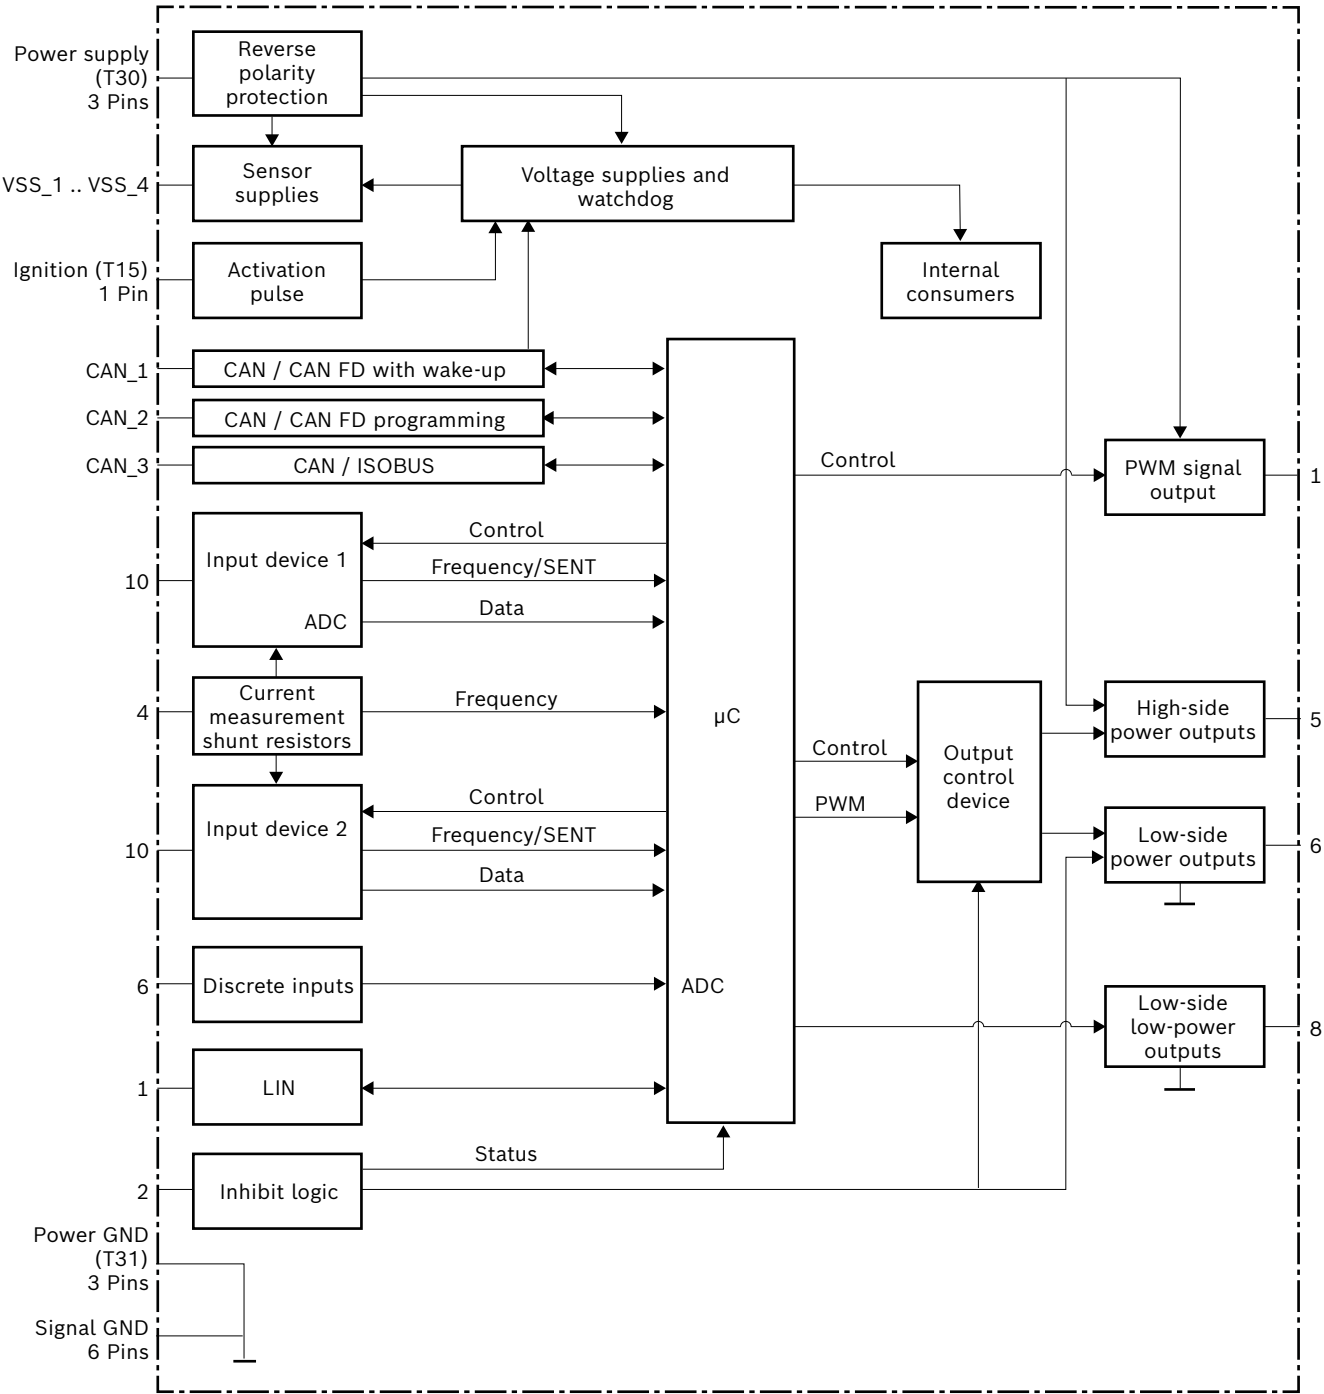 Power supply
(T30)
3 Pins
Reverse
polarity
protection
VSS_1 .. VSS_4
Sensor
supplies
Voltage supplies and
watchdog
Ignition (T15)
1 Pin
Activation
pulse
Internal
consumers
CAN_1
CAN / CAN FD with wake-up
CAN_2
CAN / CAN FD programming
CAN_3
CAN / ISOBUS
Control
PWM signal
output
1
10
Input device 1
ADC
Control
Frequency/SENT
Data
4
Current
measurement
shunt resistors
Frequency
µC
High-side
power outputs
5
Control
PWM
Output
control
device
10
Input device 2
Control
Frequency/SENT
Data
Low-side
power outputs
6
6
Discrete inputs
ADC
Low-side
low-power
outputs
8
1
LIN
2
Inhibit logic
Status
Power GND
(T31)
3 Pins
Signal GND
6 Pins